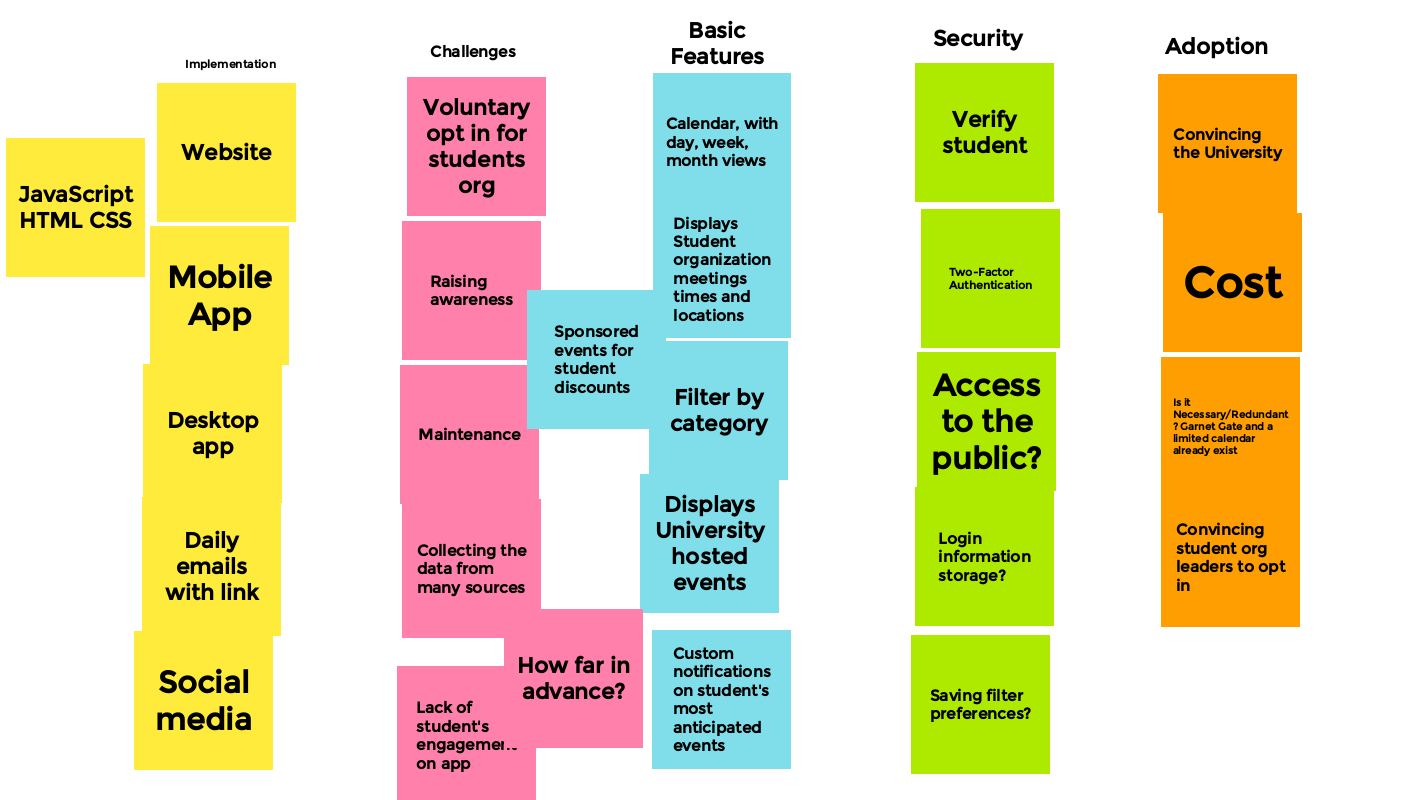 Implementation
Website
JavaScript
HTML CSS
Mobile
App
Desktop
app
Daily
emails
with link
Social
media
Challenges
Voluntary
opt in for
students
org
Raising
awareness
Maintenance
Collecting the
data from
many sources
How far in
advance?
Lack of
student's
engagement
on app
Basic
Features
Calendar, with
day, week,
month views
Displays
Student
organization
meetings
times and
locations
Sponsored
events for
student
discounts
Filter by
category
Displays
University
hosted
events
Custom
notifications
on student's
most
anticipated
events
Security
Verify
student
Two-Factor
Authentication
Access
to the
public?
Login
information
storage?
Saving filter
preferences?
Adoption
Convincing
the University
Cost
Is it
Necessary/Redundant
? Garnet Gate and a
limited calendar
already exist
Convincing
student org
leaders to opt
in